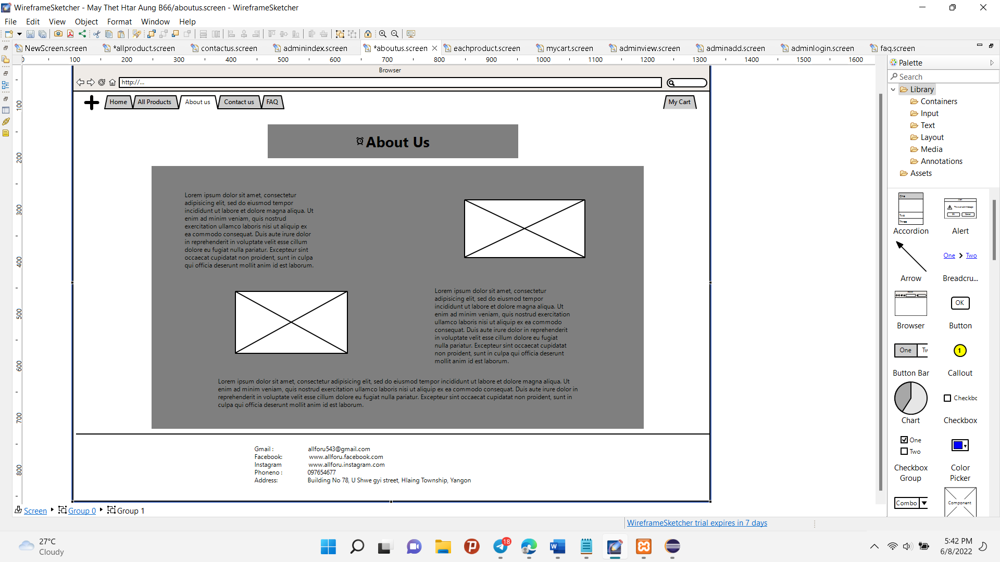 WireframeSketcher - May Thet Htar Aung B66/aboutus.screen - WireframeSketcher
File Edit View Object Format Window Help
NewScreen.screen *allproduct.screen contactus.screen adminindex.screen *aboutus.screen eachproduct.screen mycart.screen adminview.screen adminadd.screen adminlogin.screen faq.screen
0 100 200 300 400 500 600 700 800 900 1000 1100 1200 1300 1400 1500 1600
Browser
http://...
Home All Products About us Contact us FAQ My Cart
About Us
Lorem ipsum dolor sit amet, consectetur
adipisicing elit, sed do eiusmod tempor
incididunt ut labore et dolore magna aliqua. Ut
enim ad minim veniam, quis nostrud
exercitation ullamco laboris nisi ut aliquip ex
ea commodo consequat. Duis aute irure dolor
in reprehenderit in voluptate velit esse cillum
dolore eu fugiat nulla pariatur. Excepteur sint
occaecat cupidatat non proident, sunt in culpa
qui officia deserunt mollit anim id est laborum.
Lorem ipsum dolor sit amet, consectetur
adipisicing elit, sed do eiusmod tempor
incididunt ut labore et dolore magna aliqua. Ut
enim ad minim veniam, quis nostrud exercitation
ullamco laboris nisi ut aliquip ex ea commodo
consequat. Duis aute irure dolor in reprehenderit
in voluptate velit esse cillum dolore eu fugiat
nulla pariatur. Excepteur sint occaecat cupidatat
non proident, sunt in culpa qui officia deserunt
mollit anim id est laborum.
Lorem ipsum dolor sit amet, consectetur adipisicing elit, sed do eiusmod tempor incididunt ut labore et dolore magna aliqua. Ut
enim ad minim veniam, quis nostrud exercitation ullamco laboris nisi ut aliquip ex ea commodo consequat. Duis aute irure dolor in
reprehenderit in voluptate velit esse cillum dolore eu fugiat nulla pariatur. Excepteur sint occaecat cupidatat non proident, sunt in
culpa qui officia deserunt mollit anim id est laborum.
Gmail : allforu543@gmail.com
Facebook: www.allforu.facebook.com
Instagram www.allforu.instagram.com
Phoneno : 097654677
Address: Building No 78, U Shwe gyi street, Hlaing Township, Yangon
100
200
300
400
500
600
700
800
Screen Group 0 Group 1
WireframeSketcher trial expires in 7 days
Palette
Search
Library
Containers
Input
Text
Layout
Media
Annotations
Assets
One
Two
Three
Accordion
Alert
This is an alert message
OK Cancel
Alert
Arrow
One Two
Breadcru...
Browser
OK
Button
One Tw
Button Bar
1
Callout
Chart
Checkbc
Checkbox
One
Two
Checkbox
Group
Color
Picker
Combo
Component
27°C
Cloudy
18
5:42 PM
6/8/2022